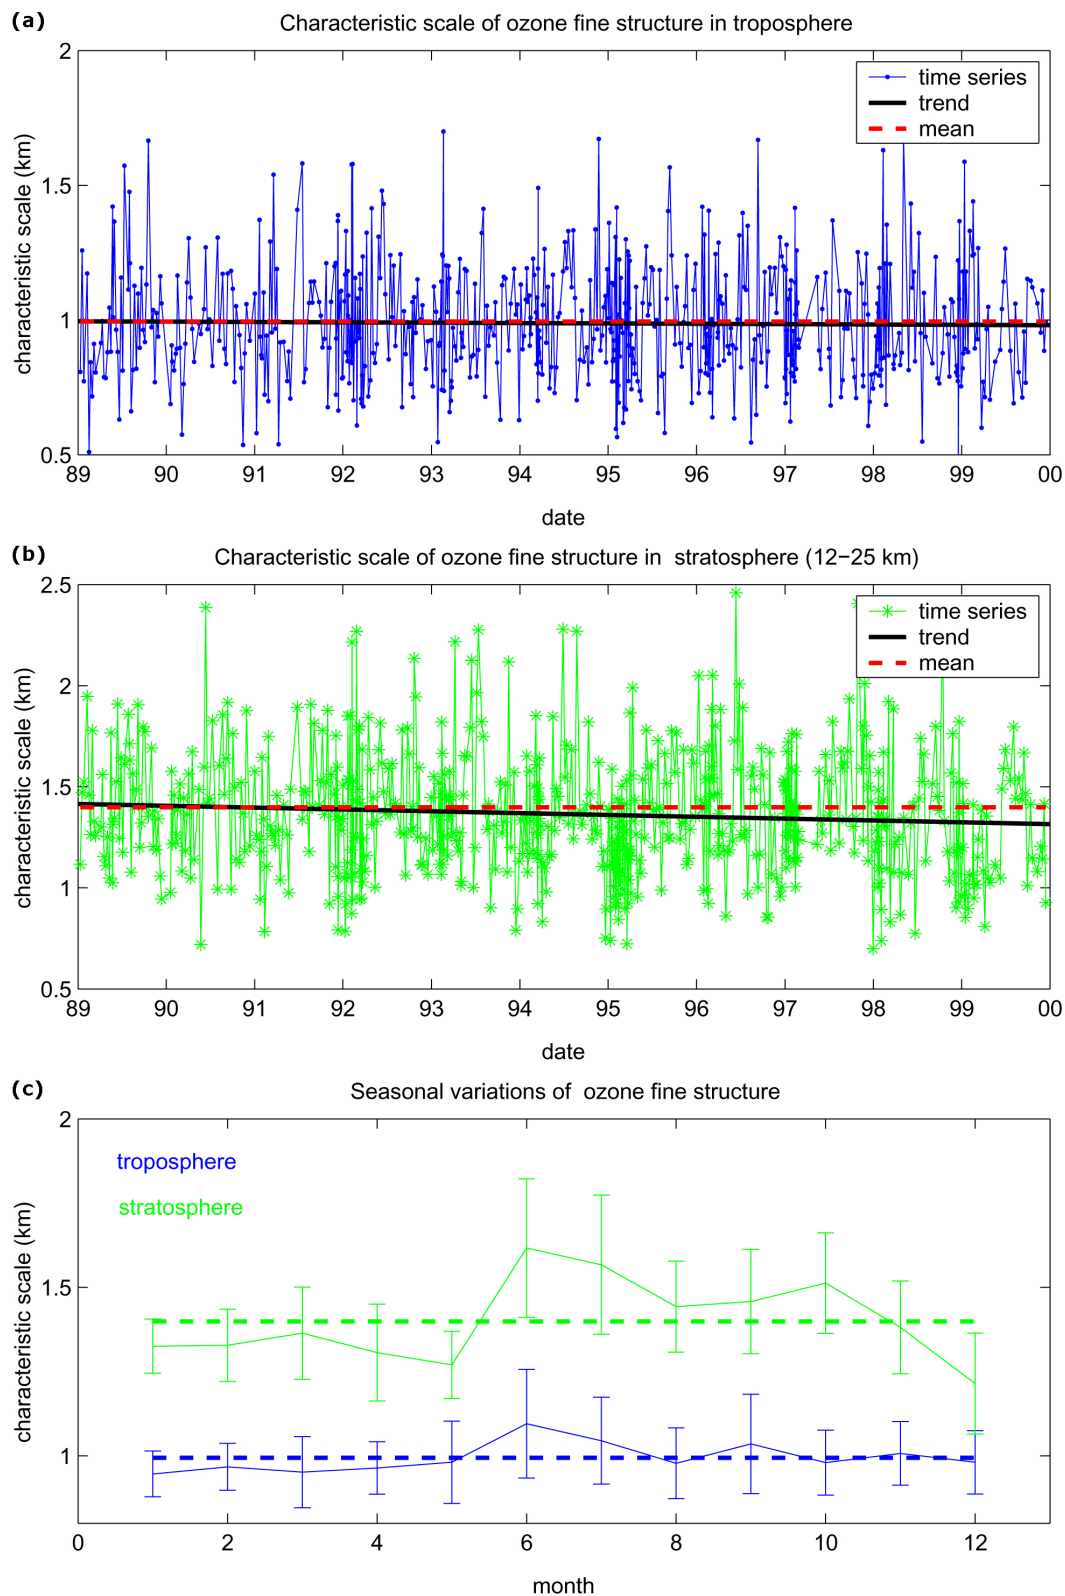 (a)
Characteristic scale of ozone fine structure in troposphere
2
1.5
1
0.5
characteristic scale (km)
time series
trend
mean
89 90 91 92 93 94 95 96 97 98 99 00
date
(b)
Characteristic scale of ozone fine structure in stratosphere (12−25 km)
2.5
2
1.5
1
0.5
characteristic scale (km)
time series
trend
mean
89 90 91 92 93 94 95 96 97 98 99 00
date
(c)
Seasonal variations of ozone fine structure
2
1.5
1
characteristic scale (km)
troposphere
stratosphere
0 2 4 6 8 10 12
month